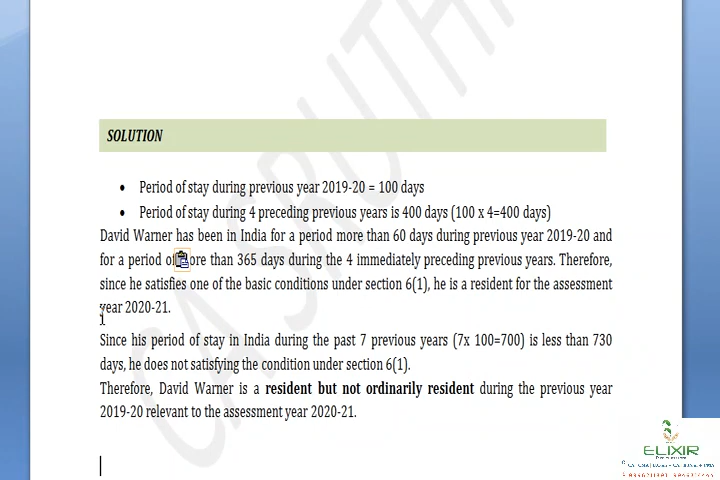 SOLUTION
• Period of stay during previous year 2019-20 = 100 days
• Period of stay during 4 preceding previous years is 400 days (100 x 4=400 days)
David Warner has been in India for a period more than 60 days during previous year 2019-20 and
for a period of ore than 365 days during the 4 immediately preceding previous years. Therefore,
since he satisfies one of the basic conditions under section 6(1), he is a resident for the assessment
year 2020-21.
Since his period of stay in India during the past 7 previous years (7x 100=700) is less than 730
days, he does not satisfying the condition under section 6(1).
Therefore, David Warner is a resident but not ordinarily resident during the previous year
2019-20 relevant to the assessment year 2020-21.
CA SRUTHY
ELIXIR